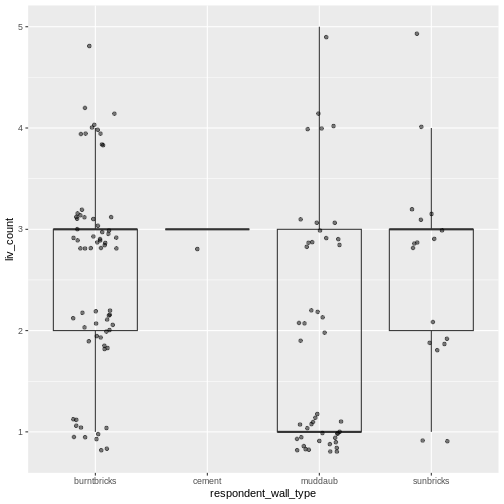 liv_count
5
4
3
2
1
burntbricks
cement
muddaub
sunbricks
respondent_wall_type